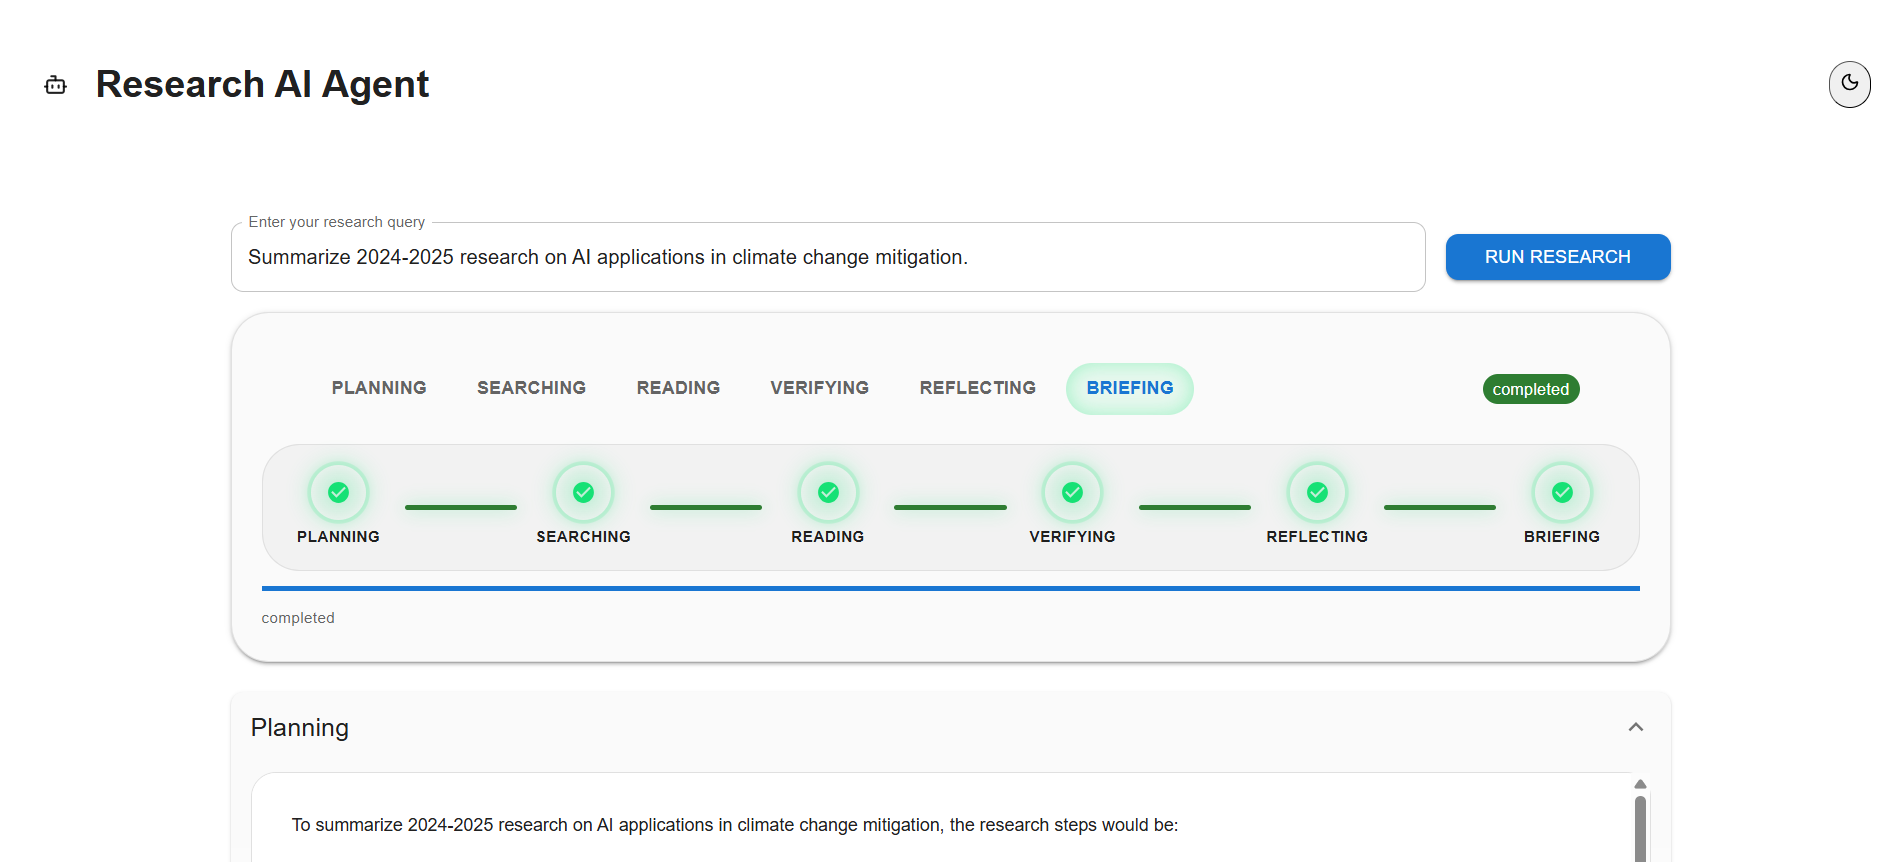 Research AI Agent
Enter your research query
Summarize 2024-2025 research on AI applications in climate change mitigation.
RUN RESEARCH
PLANNING SEARCHING READING VERIFYING REFLECTING BRIEFING completed
PLANNING SEARCHING READING VERIFYING REFLECTING BRIEFING
completed
Planning
To summarize 2024-2025 research on AI applications in climate change mitigation, the research steps would be: